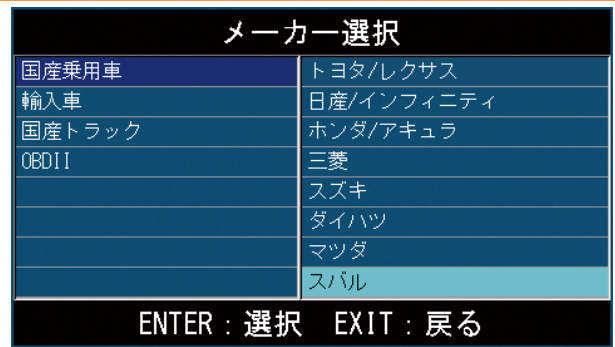 メーカー選択
国産乗用車
輸入車
国産トラック
OBDII
トヨタ/レクサス
日産/インフィニティ
ホンダ/アキュラ
三菱
スズキ
ダイハツ
マツダ
スバル
ENTER：選択　EXIT：戻る